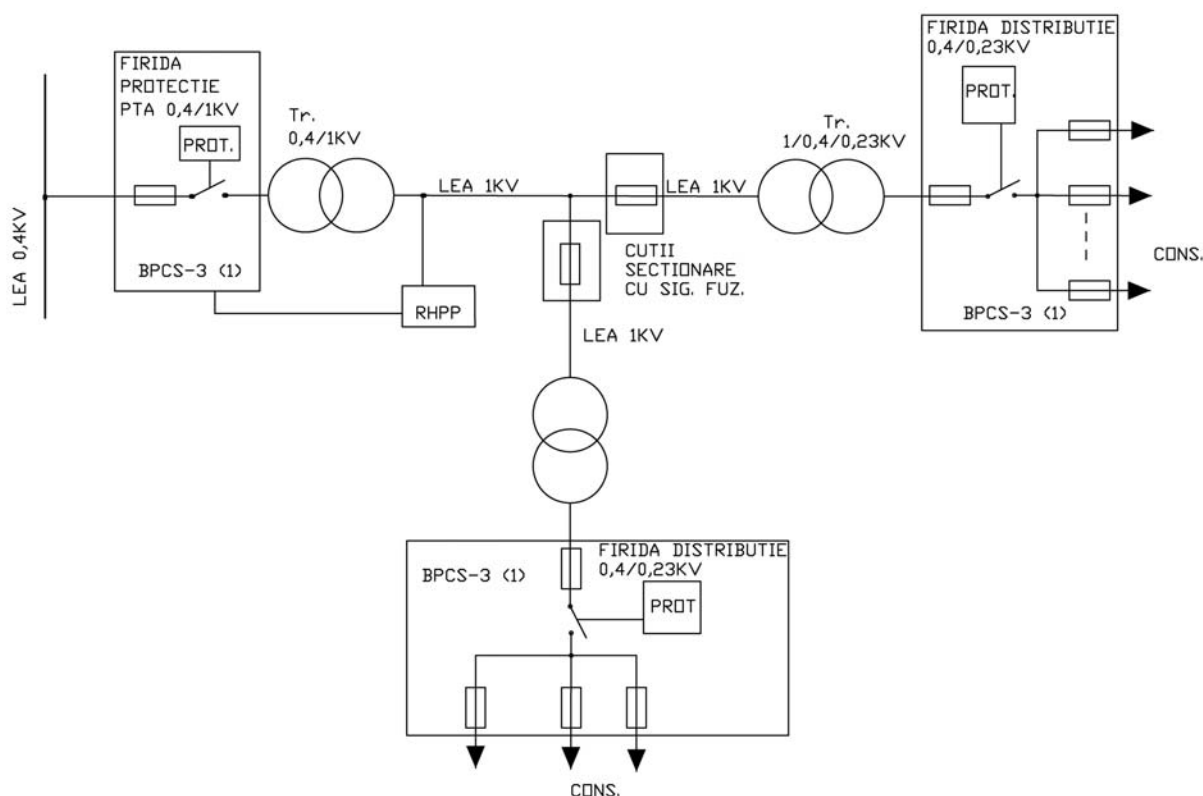 FIRIDA
PROTECTIE
PTA 0,4/1KV
PROT.
BPCS-3 (1)
LEA 0,4KV
Tr.
0,4/1KV
LEA 1KV
RHPP
CUTII
SECTIONARE
CU SIG. FUZ.
LEA 1KV
LEA 1KV
Tr.
1/0,4/0,23KV
FIRIDA DISTRIBUTIE
0,4/0,23KV
PROT.
CONS.
BPCS-3 (1)
FIRIDA DISTRIBUTIE
0,4/0,23KV
BPCS-3 (1)
PROT
CONS.